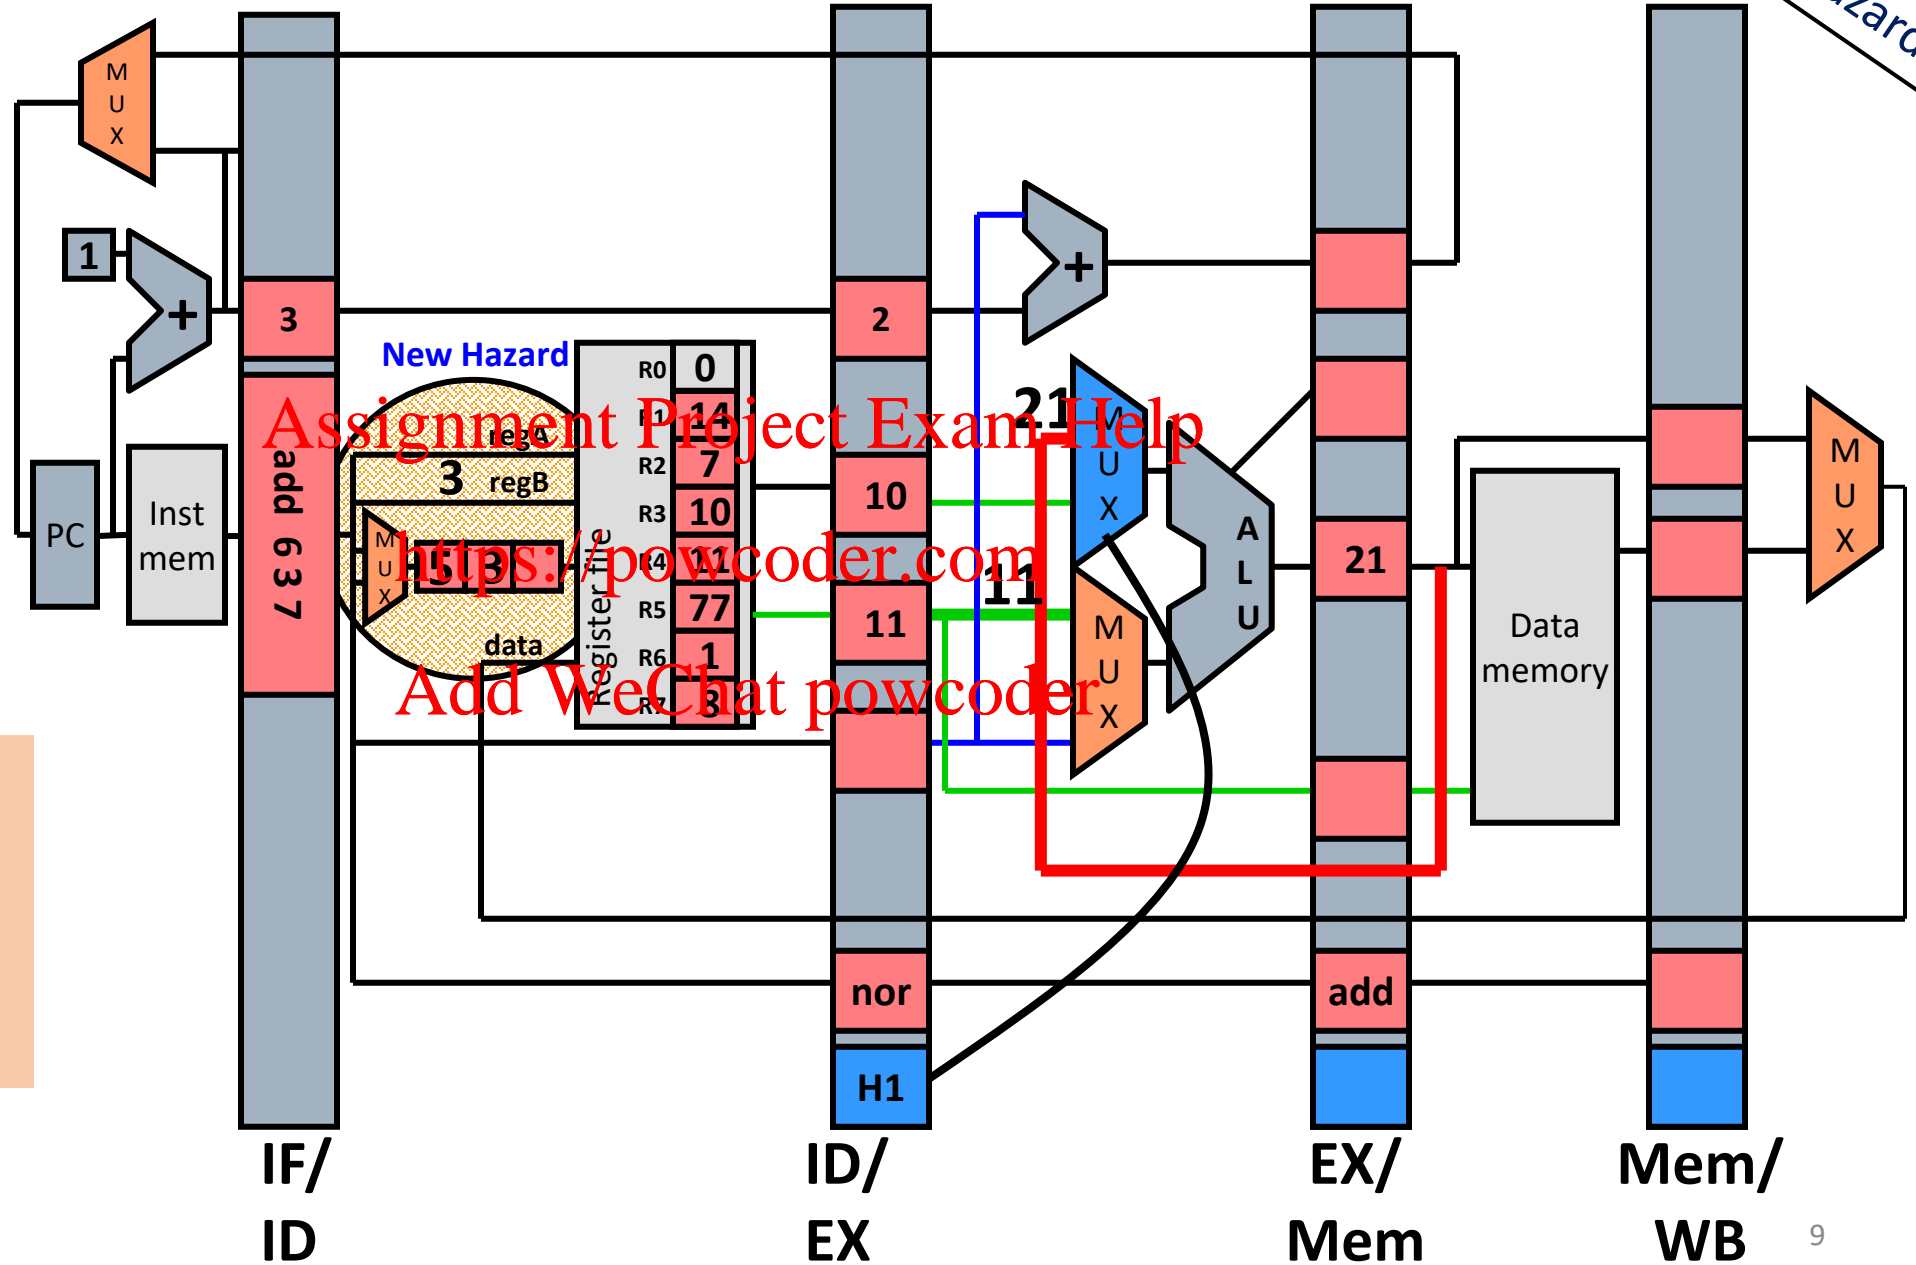 azard
M
U
X
1
+
3
2
+
New Hazard
R0 0
R1 14
R2 7
R3 10
R4 11
R5 77
R6 1
R7 8
Register file
regA
3 regB
M
U
X
5 3
data
add 6 3 7
PC
Inst
mem
10
11
21
11
M
U
X
M
U
X
A
L
U
21
Data
memory
M
U
X
nor
add
H1
Assignment Project Exam Help
https://powcoder.com
Add WeChat powcoder
IF/
ID
ID/
EX
EX/
Mem
Mem/
WB
9